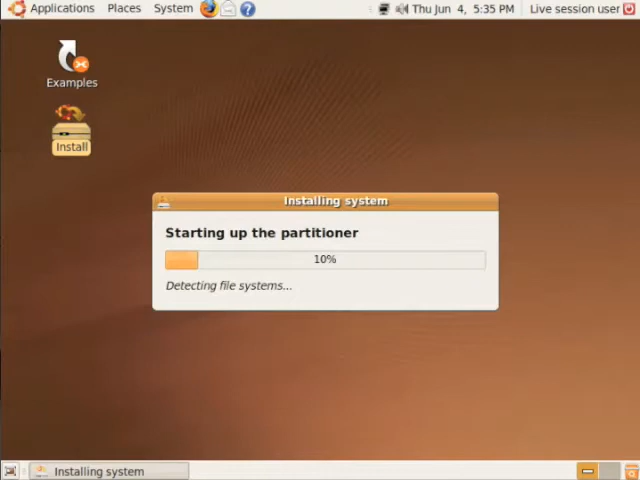 Applications Places System Thu Jun 4, 5:35 PM Live session user
Examples
Install
Installing system
Starting up the partitioner
10%
Detecting file systems...
Installing system